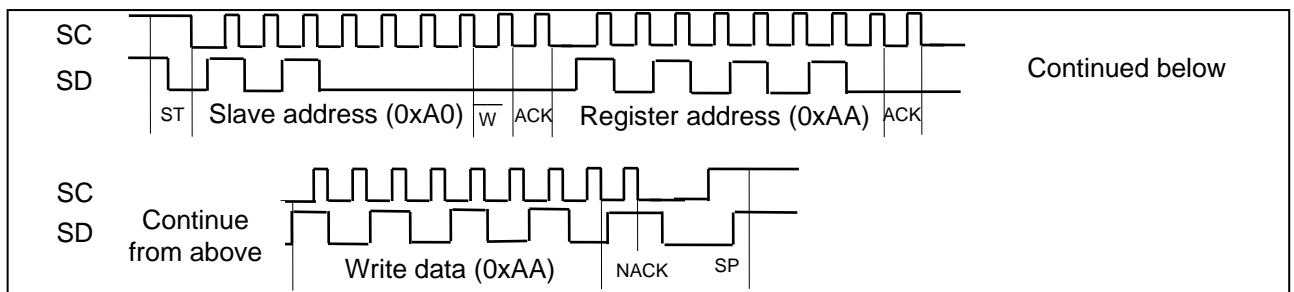 SC
SD
Continued below
ST
Slave address (0xA0)
W
ACK
Register address (0xAA)
ACK
SC
SD
Continue
from above
Write data (0xAA)
NACK
SP